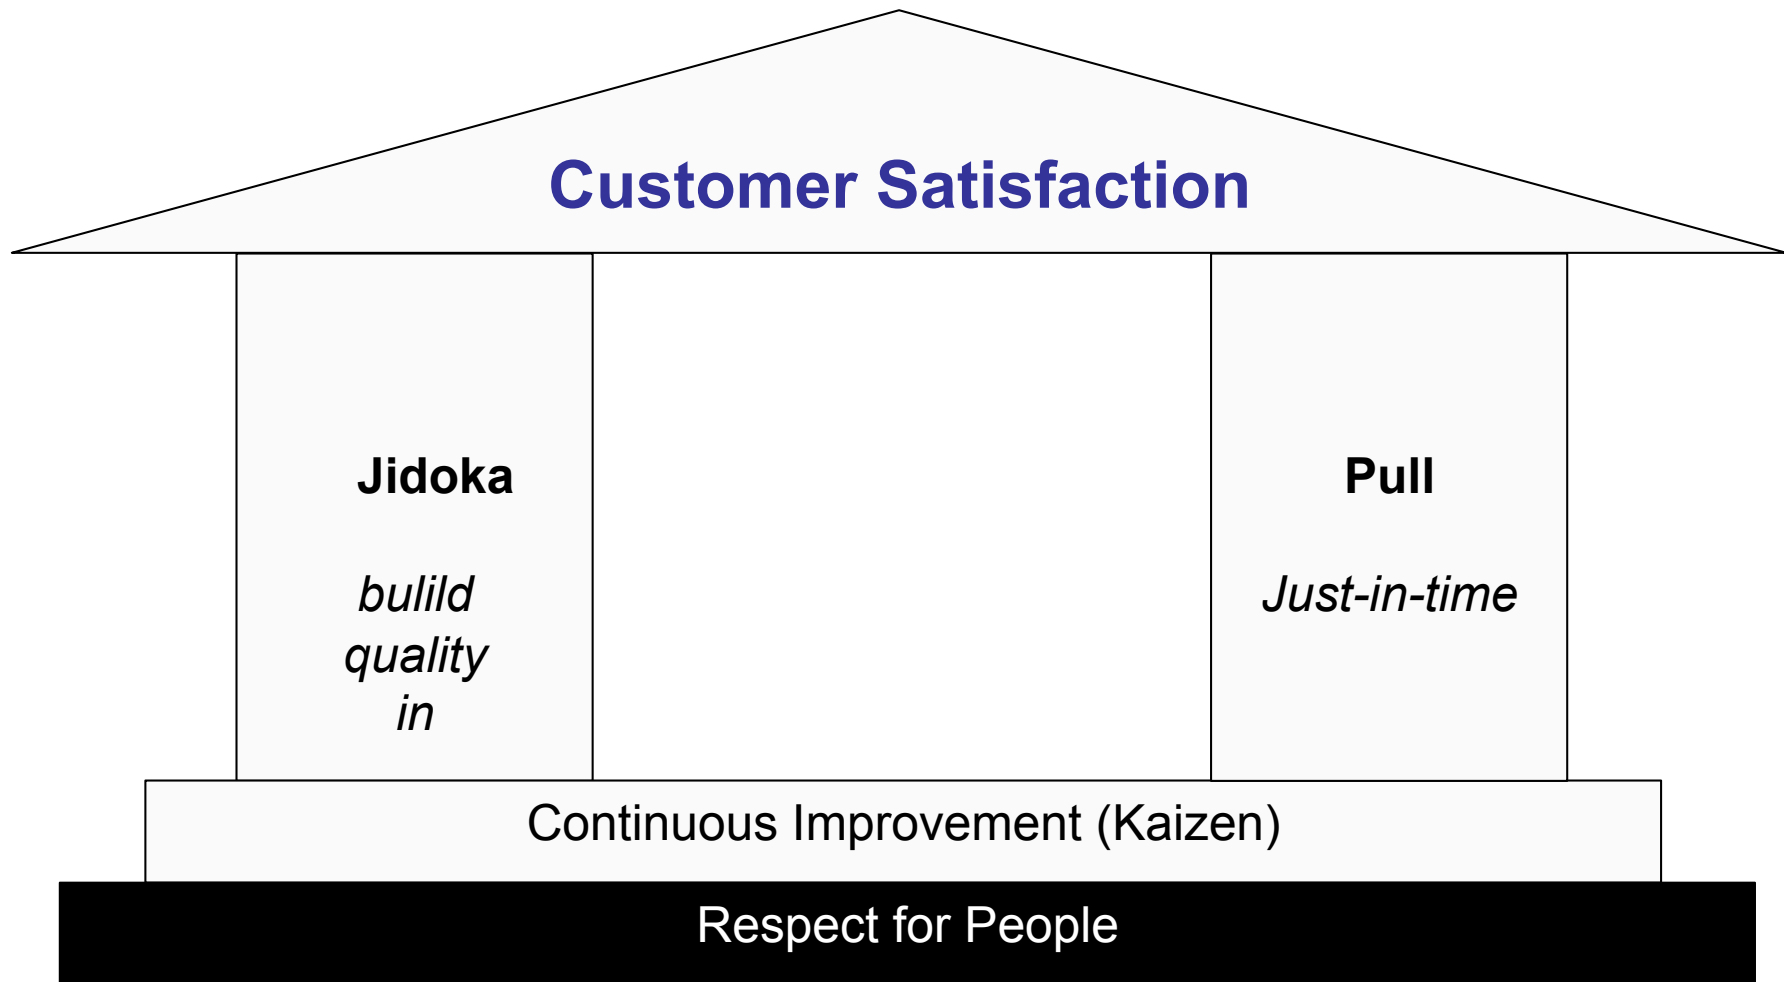 Customer Satisfaction
Jidoka
bulild
quality
in
Pull
Just-in-time
Continuous Improvement (Kaizen)
Respect for People